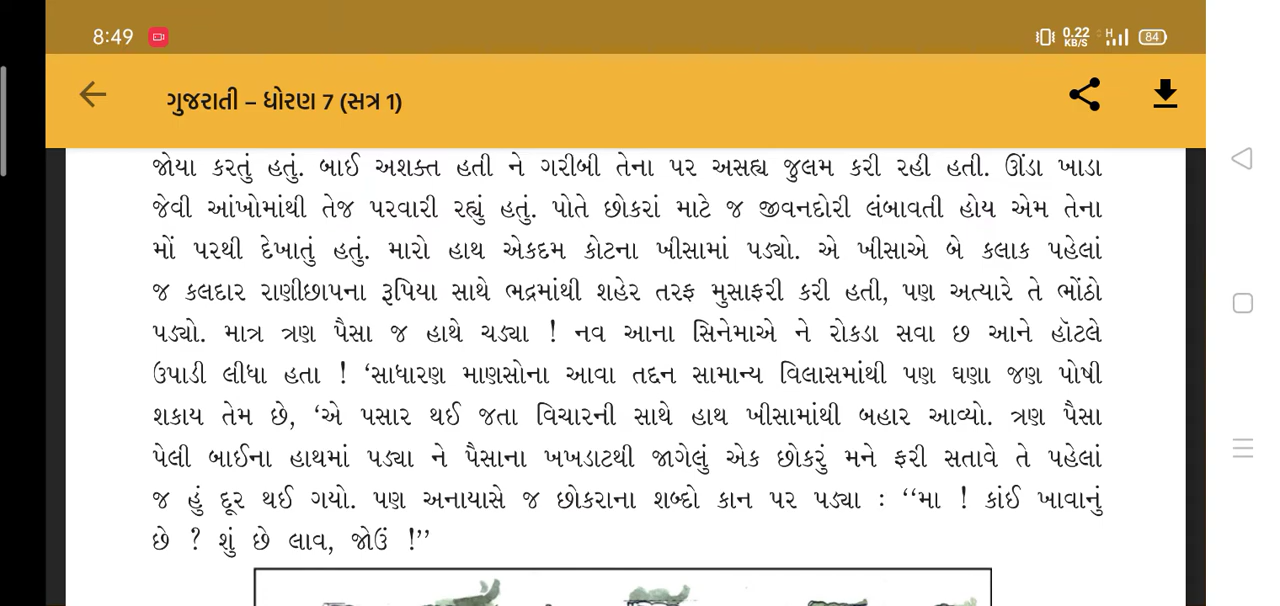 8:49
0.22
KB/S
H
84
ગુજરાતી – ધોરણ 7 (સત્ર 1)
જોયા કરતું હતું. બાઈ અશક્ત હતી ને ગરીબી તેના પર અસહ્ય જુલમ કરી રહી હતી. ઊંડા ખાડા
જેવી આંખોમાંથી તેજ પરવારી રહ્યું હતું. પોતે છોકરાં માટે જ જીવનદોરી લંબાવતી હોય એમ તેના
મોં પરથી દેખાતું હતું. મારો હાથ એકદમ કોટના ખીસામાં પડ્યો. એ ખીસાએ બે કલાક પહેલાં
જ કલદાર રાણીછાપના રૂપિયા સાથે ભદ્રમાંથી શહેર તરફ મુસાફરી કરી હતી, પણ અત્યારે તે ભોંઠો
પડ્યો. માત્ર ત્રણ પૈસા જ હાથે ચડ્યા ! નવ આના સિનેમાએ ને રોકડા સવા છ આને હૉટલે
ઉપાડી લીધા હતા ! ‘સાધારણ માણસોના આવા તદ્દન સામાન્ય વિલાસમાંથી પણ ઘણા જણ પોષી
શકાય તેમ છે, ‘એ પસાર થઈ જતા વિચારની સાથે હાથ ખીસામાંથી બહાર આવ્યો. ત્રણ પૈસા
પેલી બાઈના હાથમાં પડ્યા ને પૈસાના ખખડાટથી જાગેલું એક છોકરું મને ફરી સતાવે તે પહેલાં
જ હું દૂર થઈ ગયો. પણ અનાયાસે જ છોકરાના શબ્દો કાન પર પડ્યા : ‘‘મા ! કાંઈ ખાવાનું
છે ? શું છે લાવ, જોઉં !’’